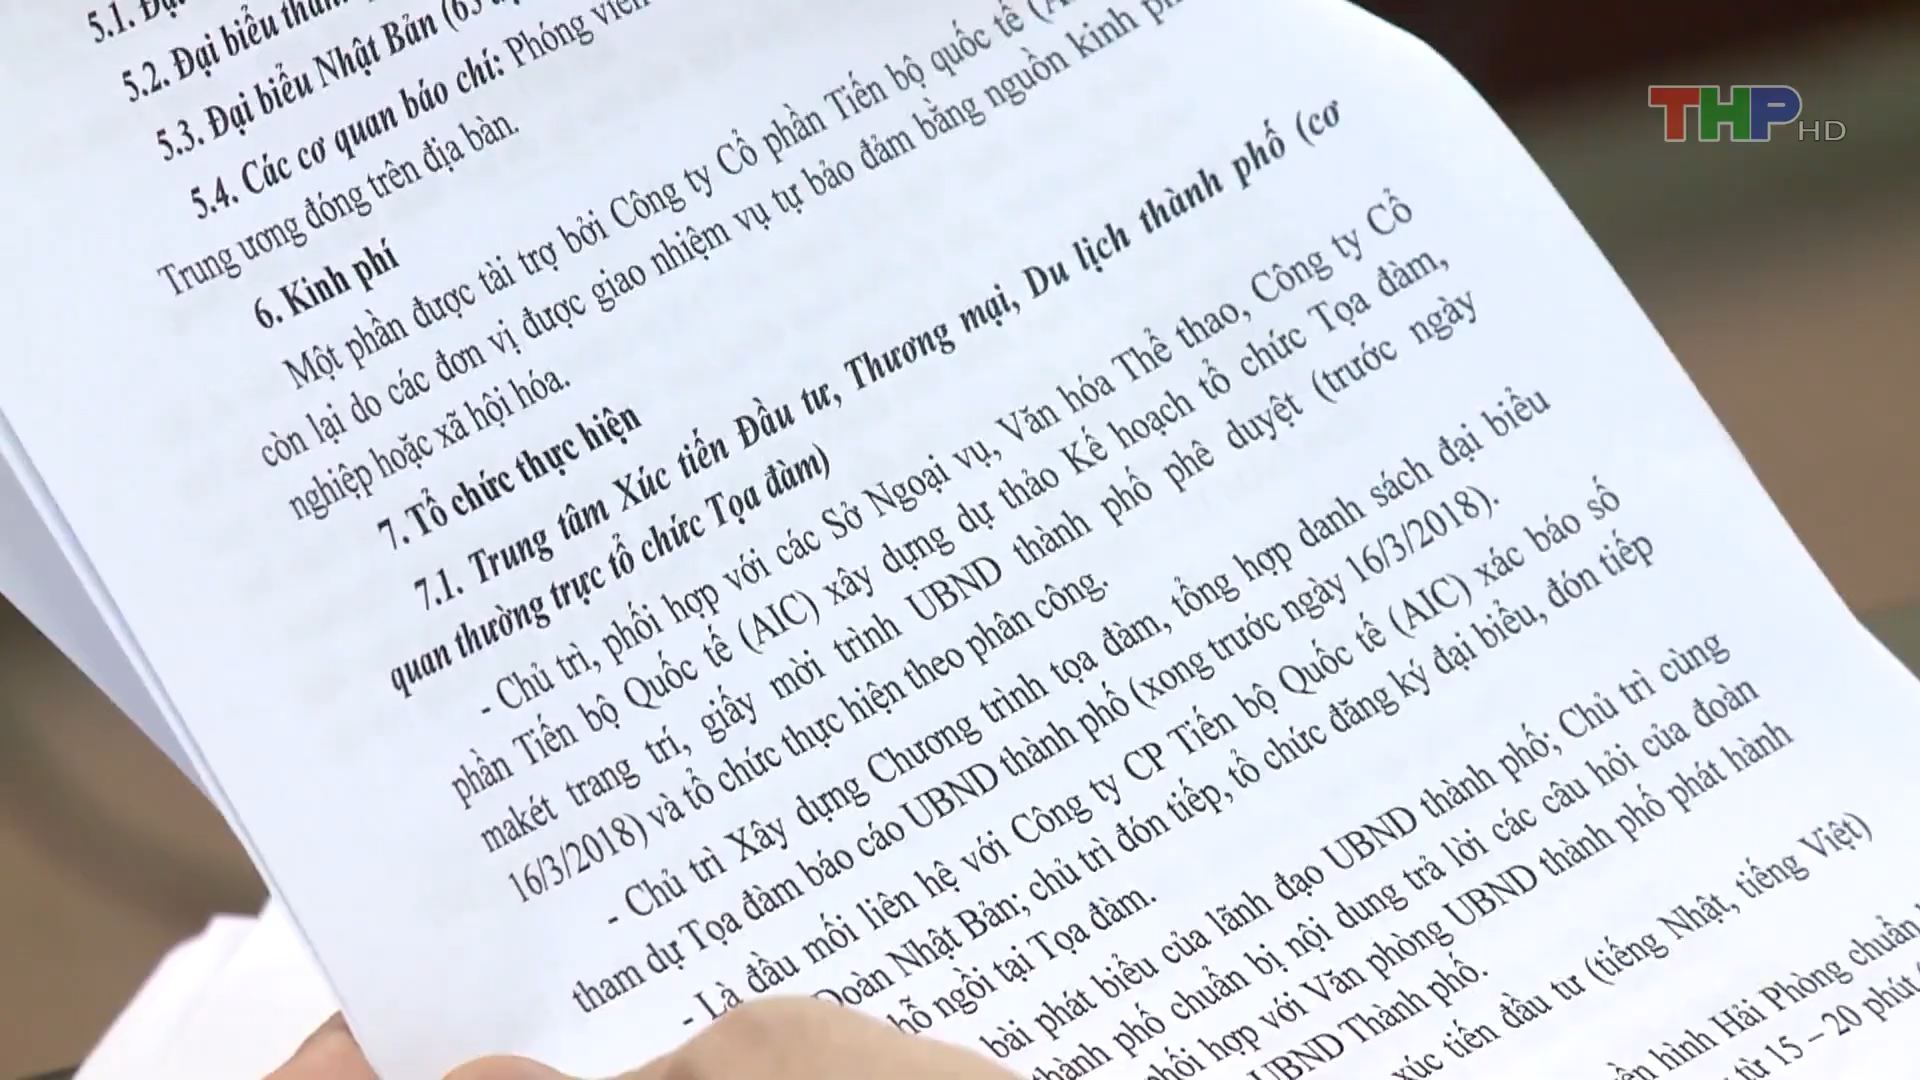 5.1. Đại
5.2. Đại biểu
5.3. Đại biểu Nhật Bản (63
5.4. Các cơ quan báo chí: Phóng viên
Trung ương đóng trên địa bàn.
6. Kinh phí
Một phần được tài trợ bởi Công ty Cổ phần Tiến bộ quốc tế
còn lại do các đơn vị được giao nhiệm vụ tự bảo đảm bằng nguồn kinh
nghiệp hoặc xã hội hóa.
7. Tổ chức thực hiện
7.1. Trung tâm Xúc tiến Đầu tư, Thương mại, Du lịch thành phố (cơ
quan thường trực tổ chức Tọa đàm)
- Chủ trì, phối hợp với các Sở Ngoại vụ, Văn hóa Thể thao, Công ty Cổ
phần Tiến bộ Quốc tế (AIC) xây dựng dự thảo Kế hoạch tổ chức Tọa đàm,
makét trang trí, giấy mời trình UBND thành phố phê duyệt (trước ngày
16/3/2018) và tổ chức thực hiện theo phân công.
- Chủ trì Xây dựng Chương trình tọa đàm, tổng hợp danh sách đại biểu
tham dự Tọa đàm báo cáo UBND thành phố (xong trước ngày 16/3/2018).
- Là đầu mối liên hệ với Công ty CP Tiến bộ Quốc tế (AIC) xác báo số
Đoàn Nhật Bản; chủ trì đón tiếp, tổ chức đăng ký đại biểu, đón tiếp
ngồi tại Tọa đàm.
bài phát biểu của lãnh đạo UBND thành phố; Chủ trì cùng
thành phố chuẩn bị nội dung trả lời các câu hỏi của đoàn
phối hợp với Văn phòng UBND thành phố phát hành
UBND Thành phố.
xúc tiến đầu tư (tiếng Nhật, tiếng Việt)
hình Hải Phòng chuẩn
từ 15 – 20 phút
THP HD